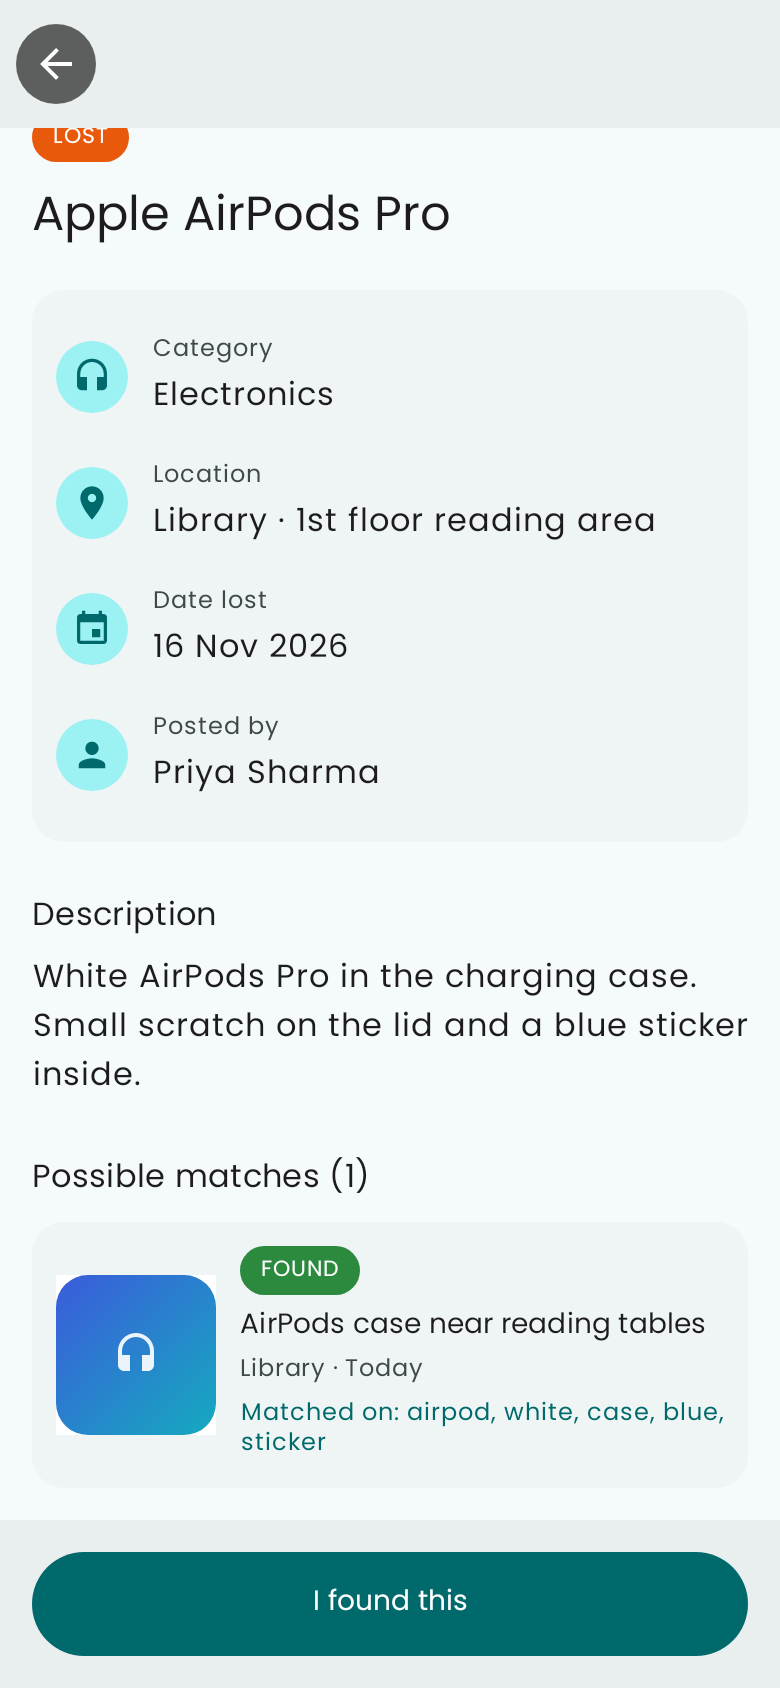 LOST
Apple AirPods Pro
Category
Electronics
Location
Library · 1st floor reading area
Date lost
16 Nov 2026
Posted by
Priya Sharma
Description
White AirPods Pro in the charging case.
Small scratch on the lid and a blue sticker
inside.
Possible matches (1)
FOUND
AirPods case near reading tables
Library · Today
Matched on: airpod, white, case, blue,
sticker
I found this